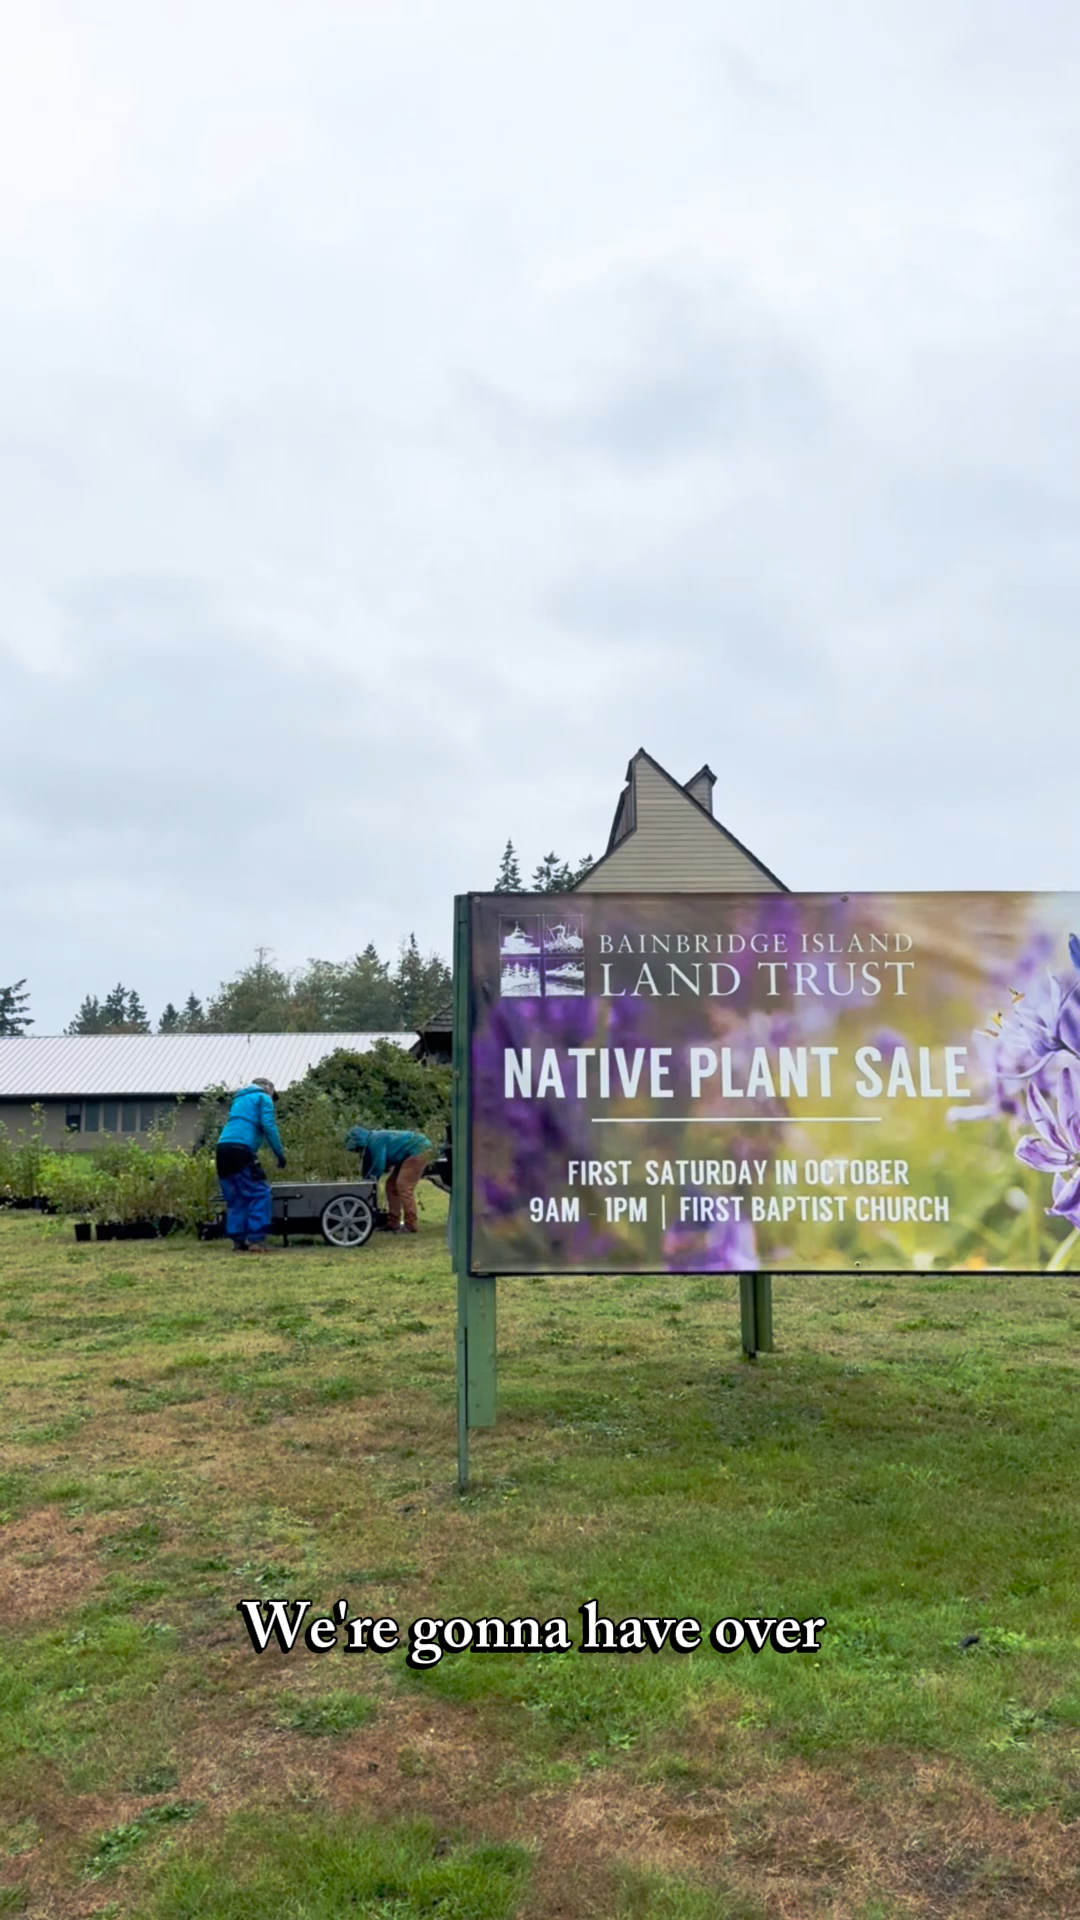 BAINBRIDGE ISLAND
LAND TRUST
NATIVE PLANT SALE
FIRST SATURDAY IN OCTOBER
9AM - 1PM | FIRST BAPTIST CHURCH
We're gonna have over